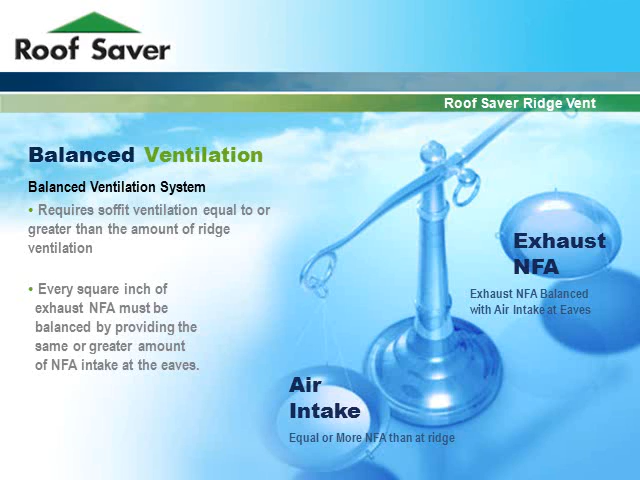 Roof Saver
Roof Saver Ridge Vent
Balanced Ventilation
Balanced Ventilation System
• Requires soffit ventilation equal to or
greater than the amount of ridge
ventilation
• Every square inch of
exhaust NFA must be
balanced by providing the
same or greater amount
of NFA intake at the eaves.
Exhaust
NFA
Exhaust NFA Balanced
with Air Intake at Eaves
Air
Intake
Equal or More NFA than at ridge